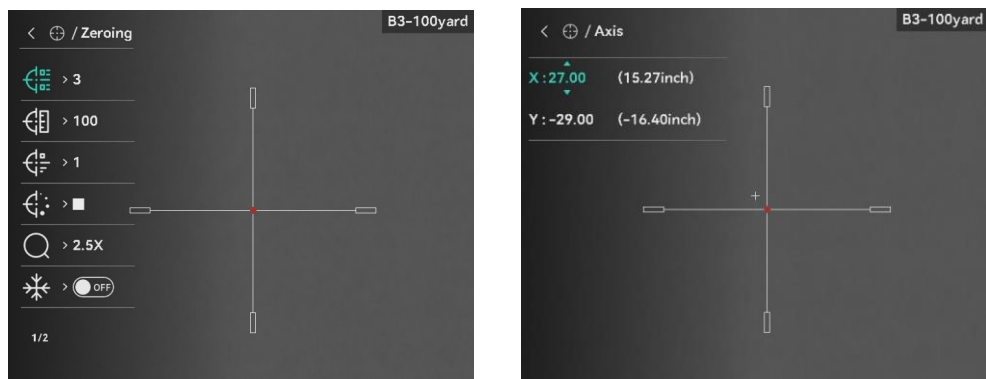 B3-100yard
< / Zeroing
> 3
> 100
> 1
>
> 2.5X
> OFF
1/2
B3-100yard
< / Axis
X : 27.00 (15.27inch)
Y : -29.00 (-16.40inch)